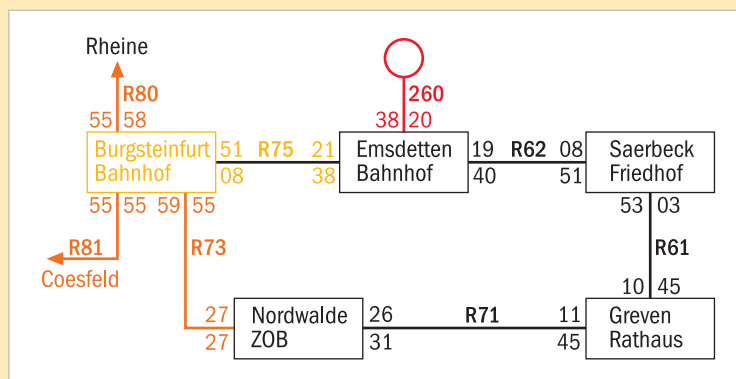 Rheine
R80
260
55 58
38 20
Burgsteinfurt
Bahnhof
51 R75 21
08 38
Emsdetten
Bahnhof
19 R62 08
40 51
Saerbeck
Friedhof
55 55 59 55
53 03
R81
R73
R61
Coesfeld
10 45
27
27
Nordwalde
ZOB
26 R71 11
31 45
Greven
Rathaus